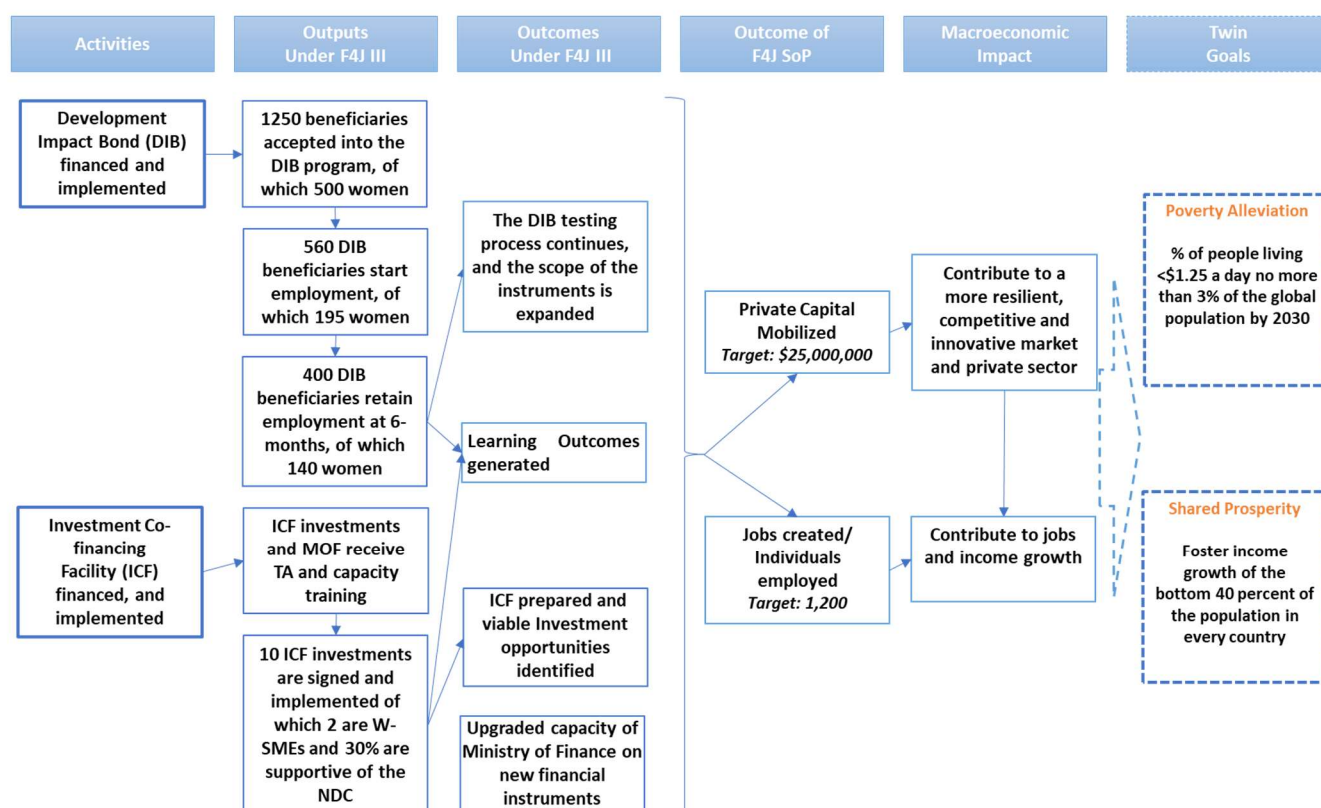 Activities
Outputs
Under F4J III
Outcomes
Under F4J III
Outcome of
F4J SoP
Macroeconomic
Impact
Twin
Goals
Development
Impact Bond (DIB)
financed and
implemented
1250 beneficiaries
accepted into the
DIB program, of
which 500 women
560 DIB
beneficiaries start
employment, of
which 195 women
400 DIB
beneficiaries retain
employment at 6-
months, of which
140 women
Investment Co-
financing
Facility (ICF)
financed, and
implemented
ICF investments
and MOF receive
TA and capacity
training
10 ICF investments
are signed and
implemented of
which 2 are W-
SMEs and 30% are
supportive of the
NDC
The DIB testing
process continues,
and the scope of the
instruments is
expanded
Learning Outcomes
generated
ICF prepared and
viable Investment
opportunities
identified
Upgraded capacity of
Ministry of Finance on
new financial
instruments
Private Capital
Mobilized
Target: $25,000,000
Jobs created/
Individuals
employed
Target: 1,200
Contribute to a
more resilient,
competitive and
innovative market
and private sector
Contribute to jobs
and income growth
Poverty Alleviation
% of people living
<$1.25 a day no more
than 3% of the global
population by 2030
Shared Prosperity
Foster income
growth of the
bottom 40 percent of
the population in
every country